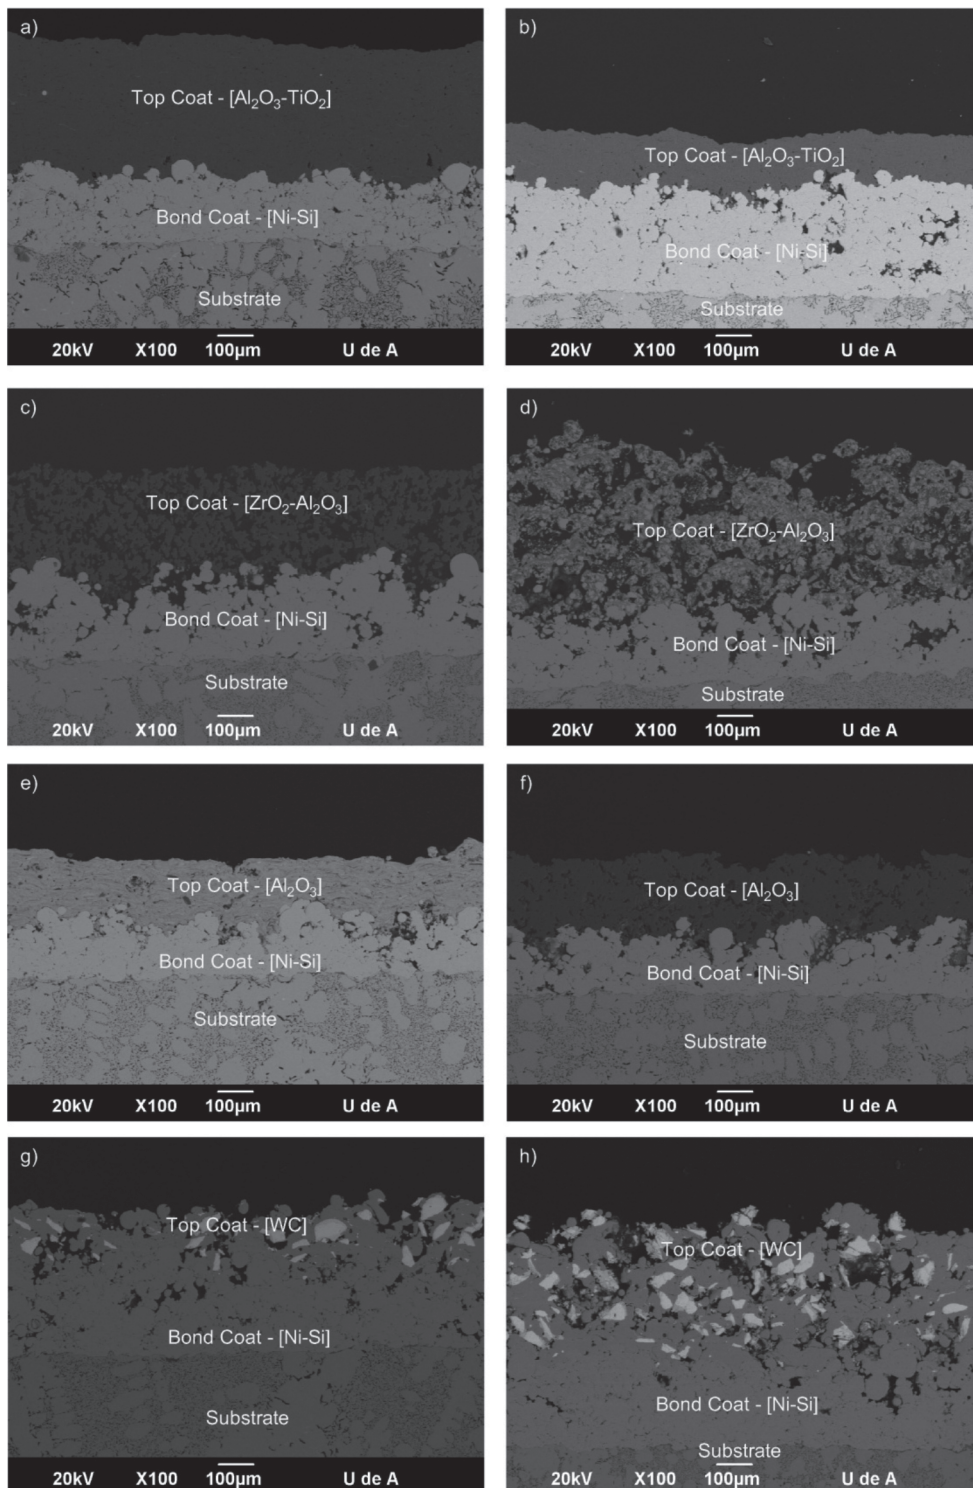 a)
Top Coat - [Al₂O₃-TiO₂]
Bond Coat - [Ni-Si]
Substrate
20kV X100 100µm U de A
b)
Top Coat - [Al₂O₃-TiO₂]
Bond Coat - [Ni-Si]
Substrate
20kV X100 100µm U de A
c)
Top Coat - [ZrO₂-Al₂O₃]
Bond Coat - [Ni-Si]
Substrate
20kV X100 100µm U de A
d)
Top Coat - [ZrO₂-Al₂O₃]
Bond Coat - [Ni-Si]
Substrate
20kV X100 100µm U de A
e)
Top Coat - [Al₂O₃]
Bond Coat - [Ni-Si]
Substrate
20kV X100 100µm U de A
f)
Top Coat - [Al₂O₃]
Bond Coat - [Ni-Si]
Substrate
20kV X100 100µm U de A
g)
Top Coat - [WC]
Bond Coat - [Ni-Si]
Substrate
20kV X100 100µm U de A
h)
Top Coat - [WC]
Bond Coat - [Ni-Si]
Substrate
20kV X100 100µm U de A